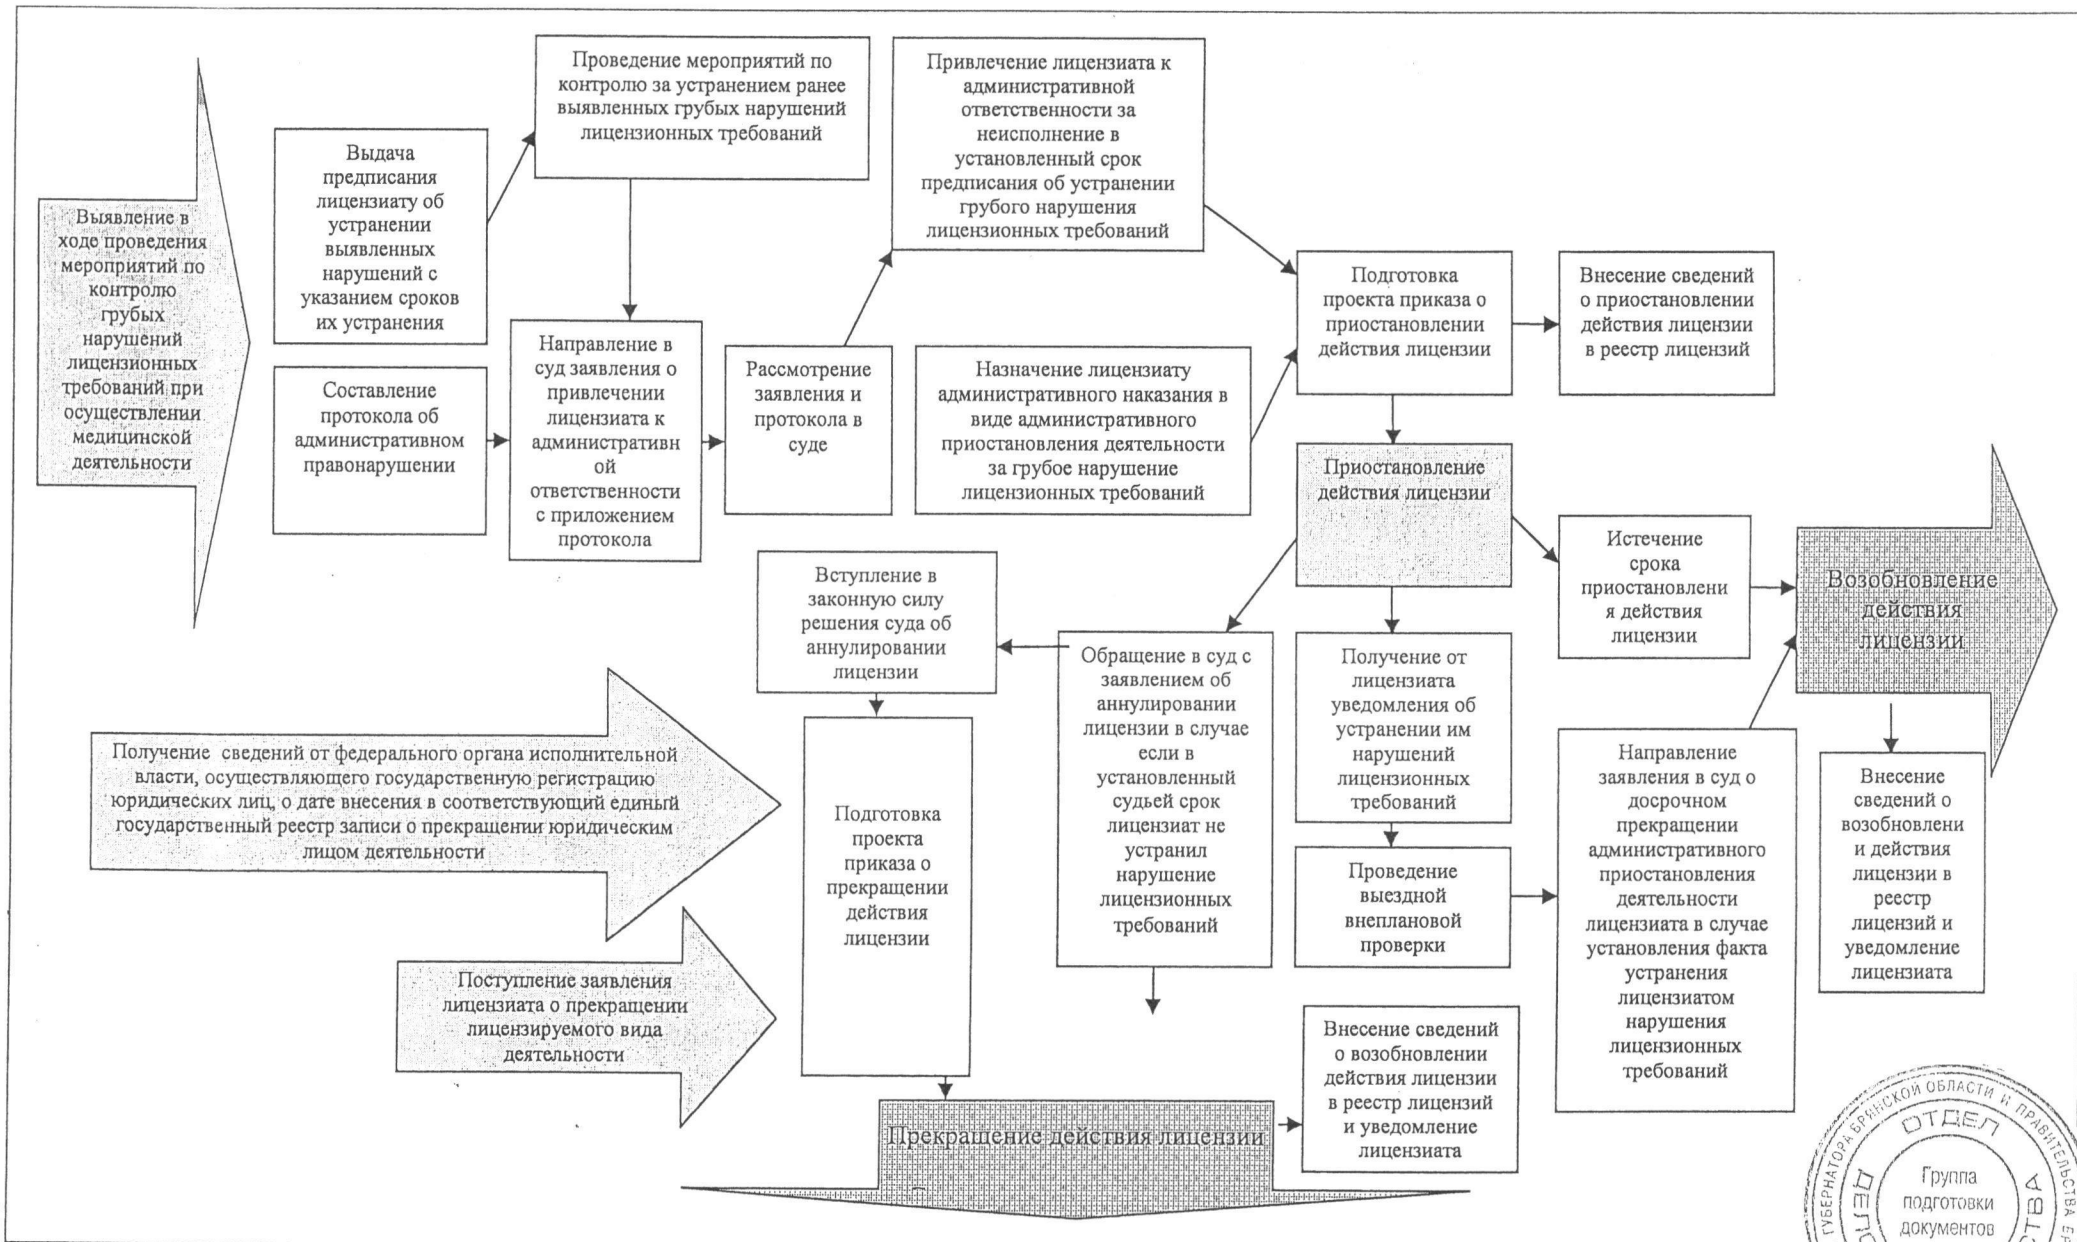 Выявление в
ходе проведения
мероприятий по
контролю
грубых
нарушений
лицензионных
требований при
осуществлении
медицинской
деятельности
Выдача
предписания
лицензиату об
устранении
выявленных
нарушений с
указанием сроков
их устранения
Составление
протокола об
административном
правонарушении
Проведение мероприятий по
контролю за устранением ранее
выявленных грубых нарушений
лицензионных требований
Направление в
суд заявления о
привлечении
лицензиата к
административн
ой
ответственности
с приложением
протокола
Рассмотрение
заявления и
протокола в
суде
Привлечение лицензиата к
административной
ответственности за
неисполнение в
установленный срок
предписания об устранении
грубого нарушения
лицензионных требований
Назначение лицензиату
административного наказания в
виде административного
приостановления деятельности
за грубое нарушение
лицензионных требований
Подготовка
проекта приказа о
приостановлении
действия лицензии
Внесение сведений
о приостановлении
действия лицензии
в реестр лицензий
Приостановление
действия лицензии
Истечение
срока
приостановлени
я действия
лицензии
Возобновление
действия
лицензии
Вступление в
законную силу
решения суда об
аннулировании
лицензии
Обращение в суд с
заявлением об
аннулировании
лицензии в случае
если в
установленный
судьей срок
лицензиат не
устранил
нарушение
лицензионных
требований
Получение от
лицензиата
уведомления об
устранении им
нарушений
лицензионных
требований
Проведение
выездной
внеплановой
проверки
Направление
заявления в суд о
досрочном
прекращении
административного
приостановления
деятельности
лицензиата в случае
установления факта
устранения
лицензиатом
нарушения
лицензионных
требований
Внесение
сведений о
возобновлени
и действия
лицензии в
реестр
лицензий и
уведомление
лицензиата
Получение сведений от федерального органа исполнительной
власти, осуществляющего государственную регистрацию
юридических лиц, о дате внесения в соответствующий единый
государственный реестр записи о прекращении юридическим
лицом деятельности
Подготовка
проекта
приказа о
прекращении
действия
лицензии
Поступление заявления
лицензиата о прекращении
лицензируемого вида
деятельности
Прекращение действия лицензии
Внесение сведений
о возобновлении
действия лицензии
в реестр лицензий
и уведомление
лицензиата
ГУБЕРНАТОРА БРЯНСКОЙ ОБЛАСТИ И ПРАВИТЕЛЬСТВА
ОТДЕЛ
Группа
подготовки
документов